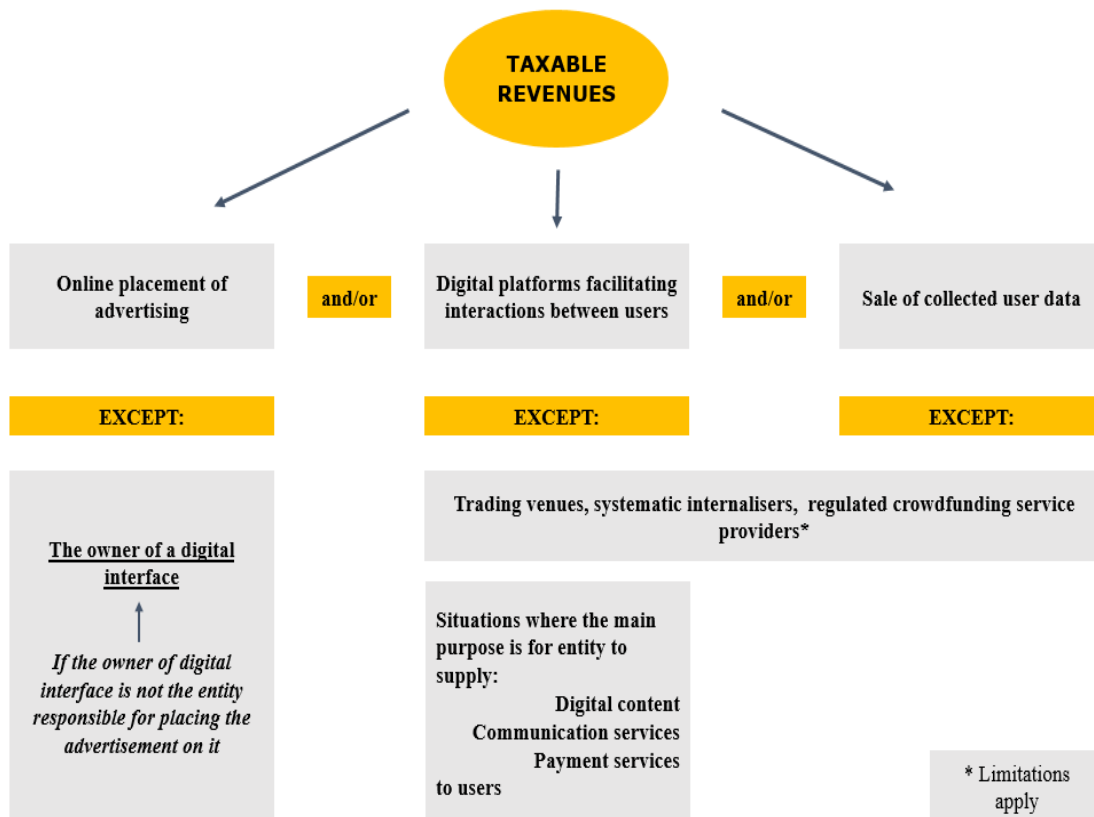 TAXABLE
REVENUES
Online placement of
advertising
and/or
Digital platforms facilitating
interactions between users
and/or
Sale of collected user data
EXCEPT:
EXCEPT:
EXCEPT:
The owner of a digital
interface
If the owner of digital
interface is not the entity
responsible for placing the
advertisement on it
Trading venues, systematic internalisers, regulated crowdfunding service
providers*
Situations where the main
purpose is for entity to
supply:
Digital content
Communication services
Payment services
to users
* Limitations
apply